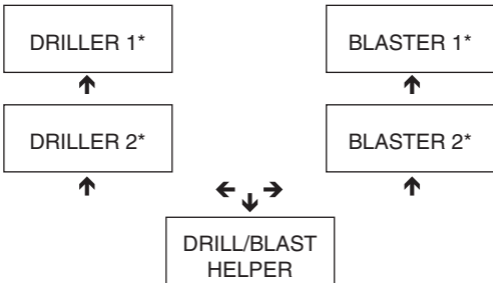 DRILLER 1*
BLASTER 1*
DRILLER 2*
BLASTER 2*
DRILL/BLAST
HELPER